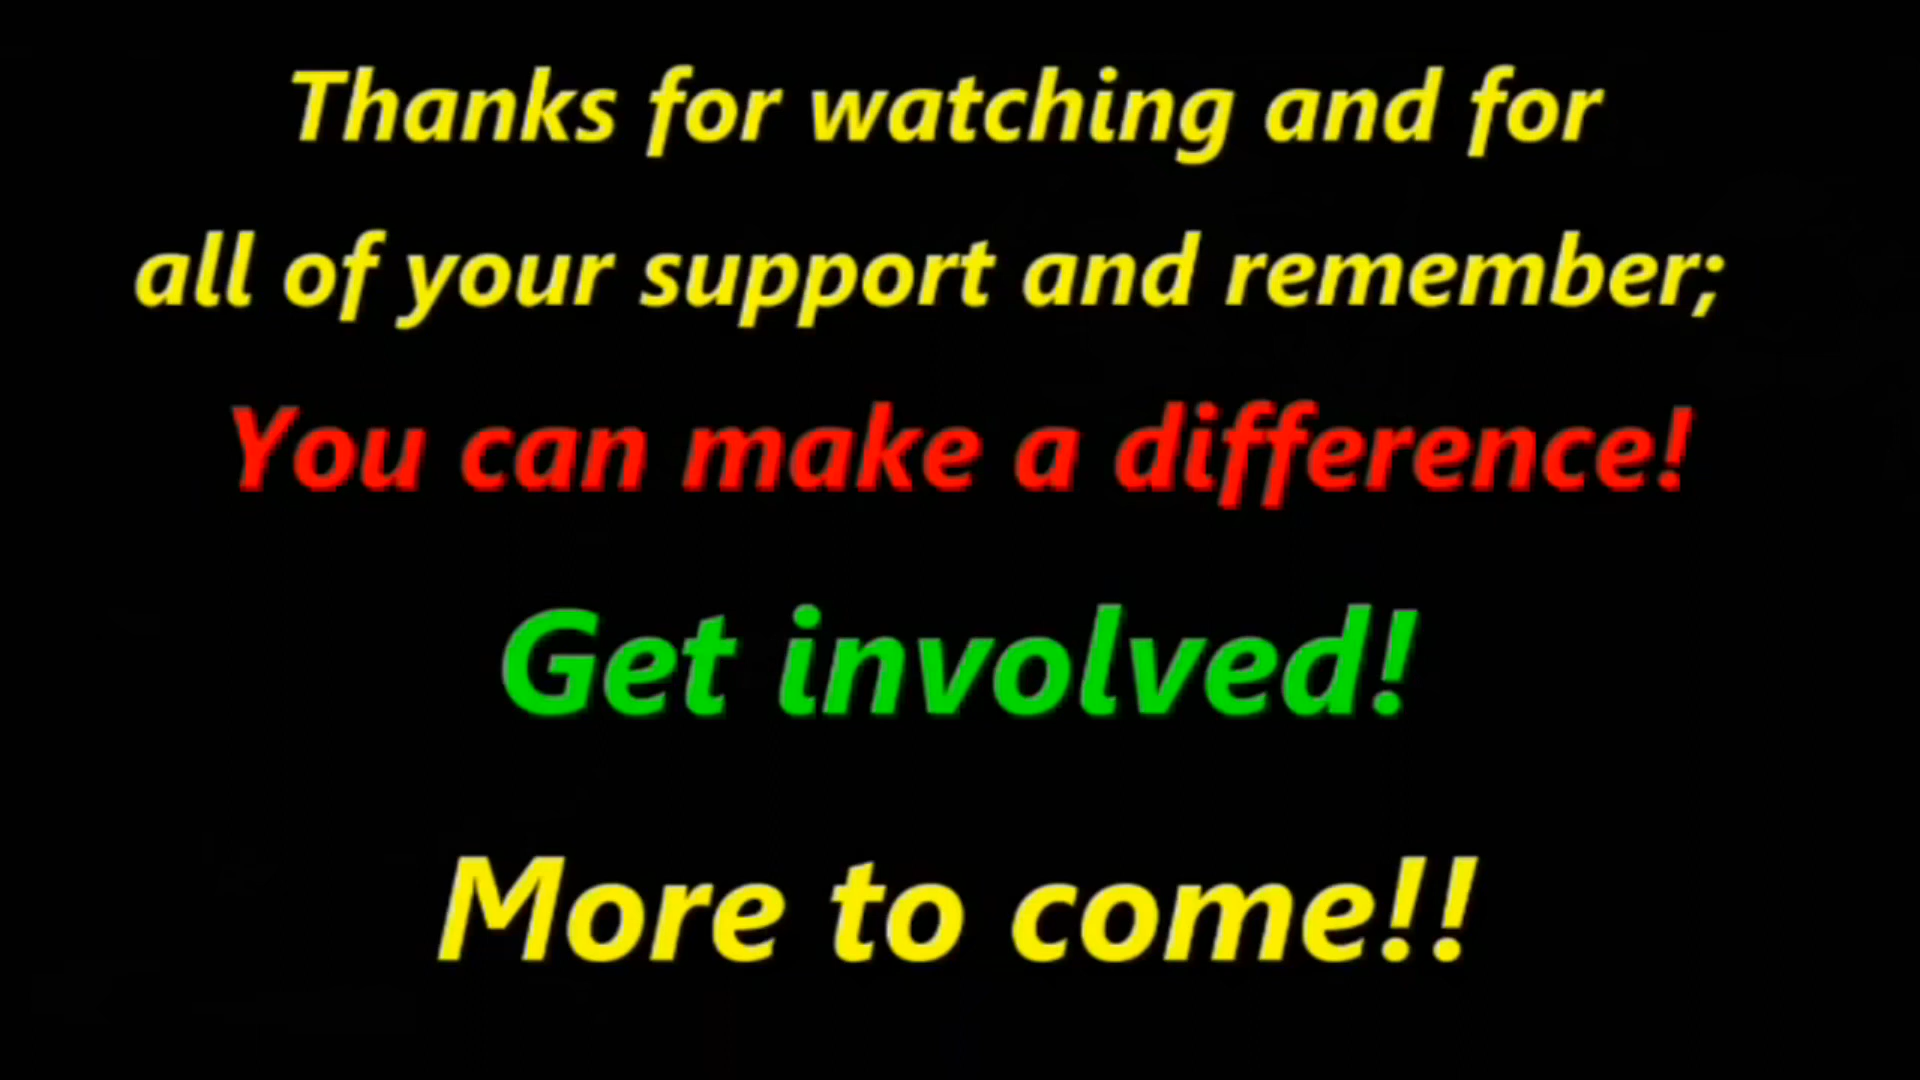 Thanks for watching and for
all of your support and remember;
You can make a difference!
Get involved!
More to come!!